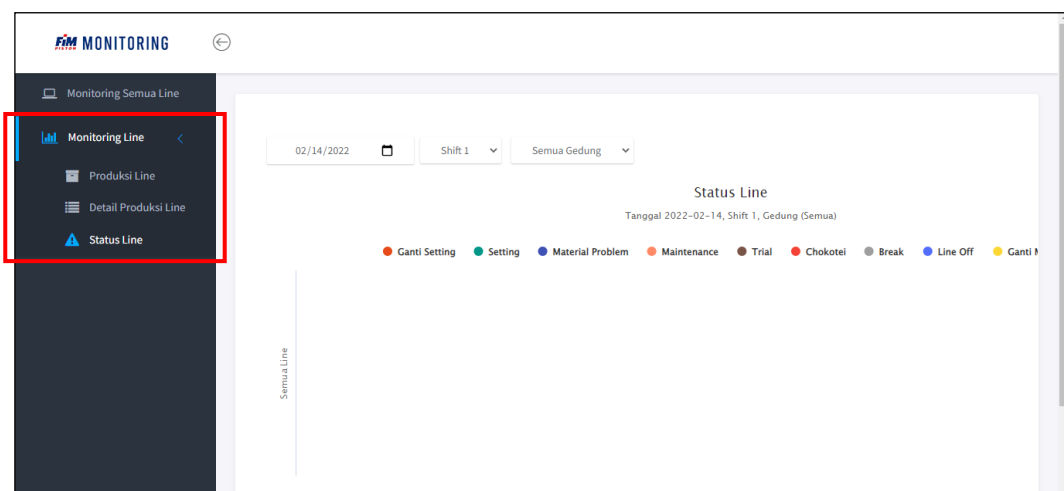 FIM PISTON MONITORING
Monitoring Semua Line
Monitoring Line
Produksi Line
Detail Produksi Line
Status Line
02/14/2022 Shift 1 Semua Gedung
Status Line
Tanggal 2022-02-14, Shift 1, Gedung (Semua)
Ganti Setting Setting Material Problem Maintenance Trial Chokotei Break Line Off Ganti
Semua Line